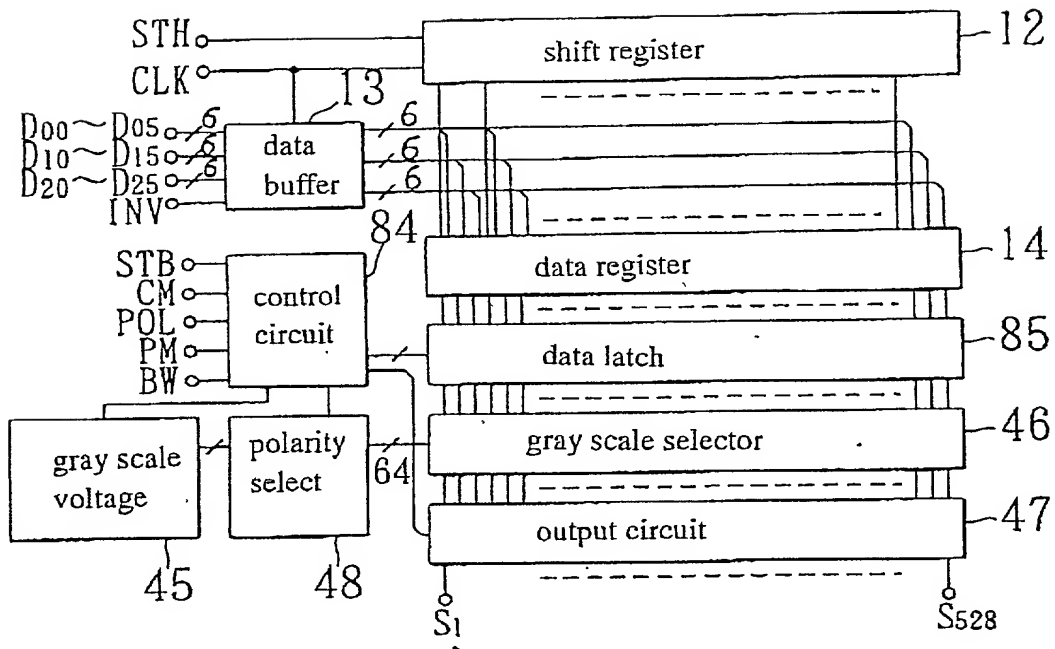 STH
shift register
12
CLK
13
D00~D05
6
6
D10~D15
6
data
buffer
6
D20~D25
6
6
INV
84
STB
data register
14
CM
control
circuit
POL
PM
data latch
85
BW
gray scale
voltage
polarity
select
64
gray scale selector
46
output circuit
47
45
48
S1
S528